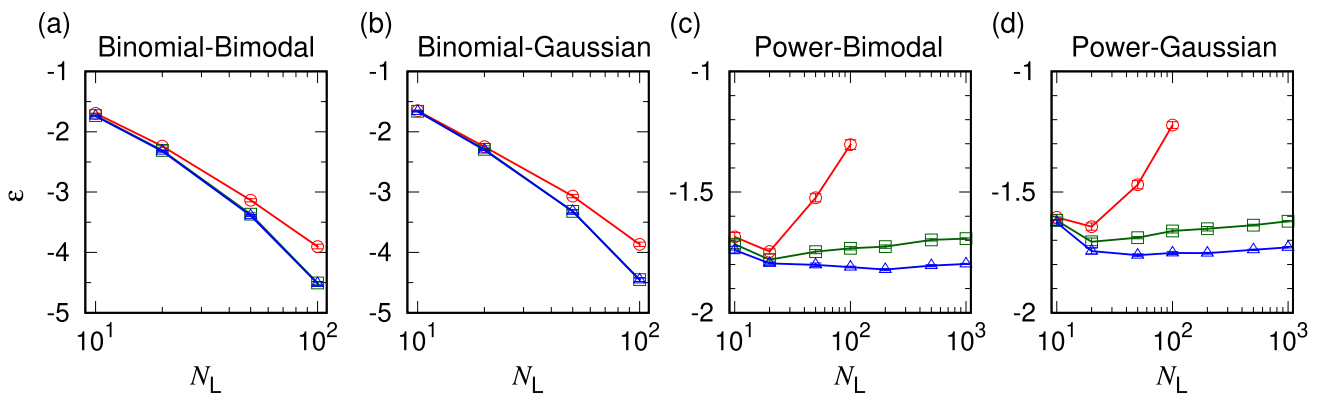 (a) Binomial-Bimodal
-1
-2
-3
-4
-5
ε
10^1 10^2
N_L
(b) Binomial-Gaussian
-1
-2
-3
-4
-5
10^1 10^2
N_L
(c) Power-Bimodal
-1
-1.5
-2
10^1 10^2 10^3
N_L
(d) Power-Gaussian
-1
-1.5
-2
10^1 10^2 10^3
N_L